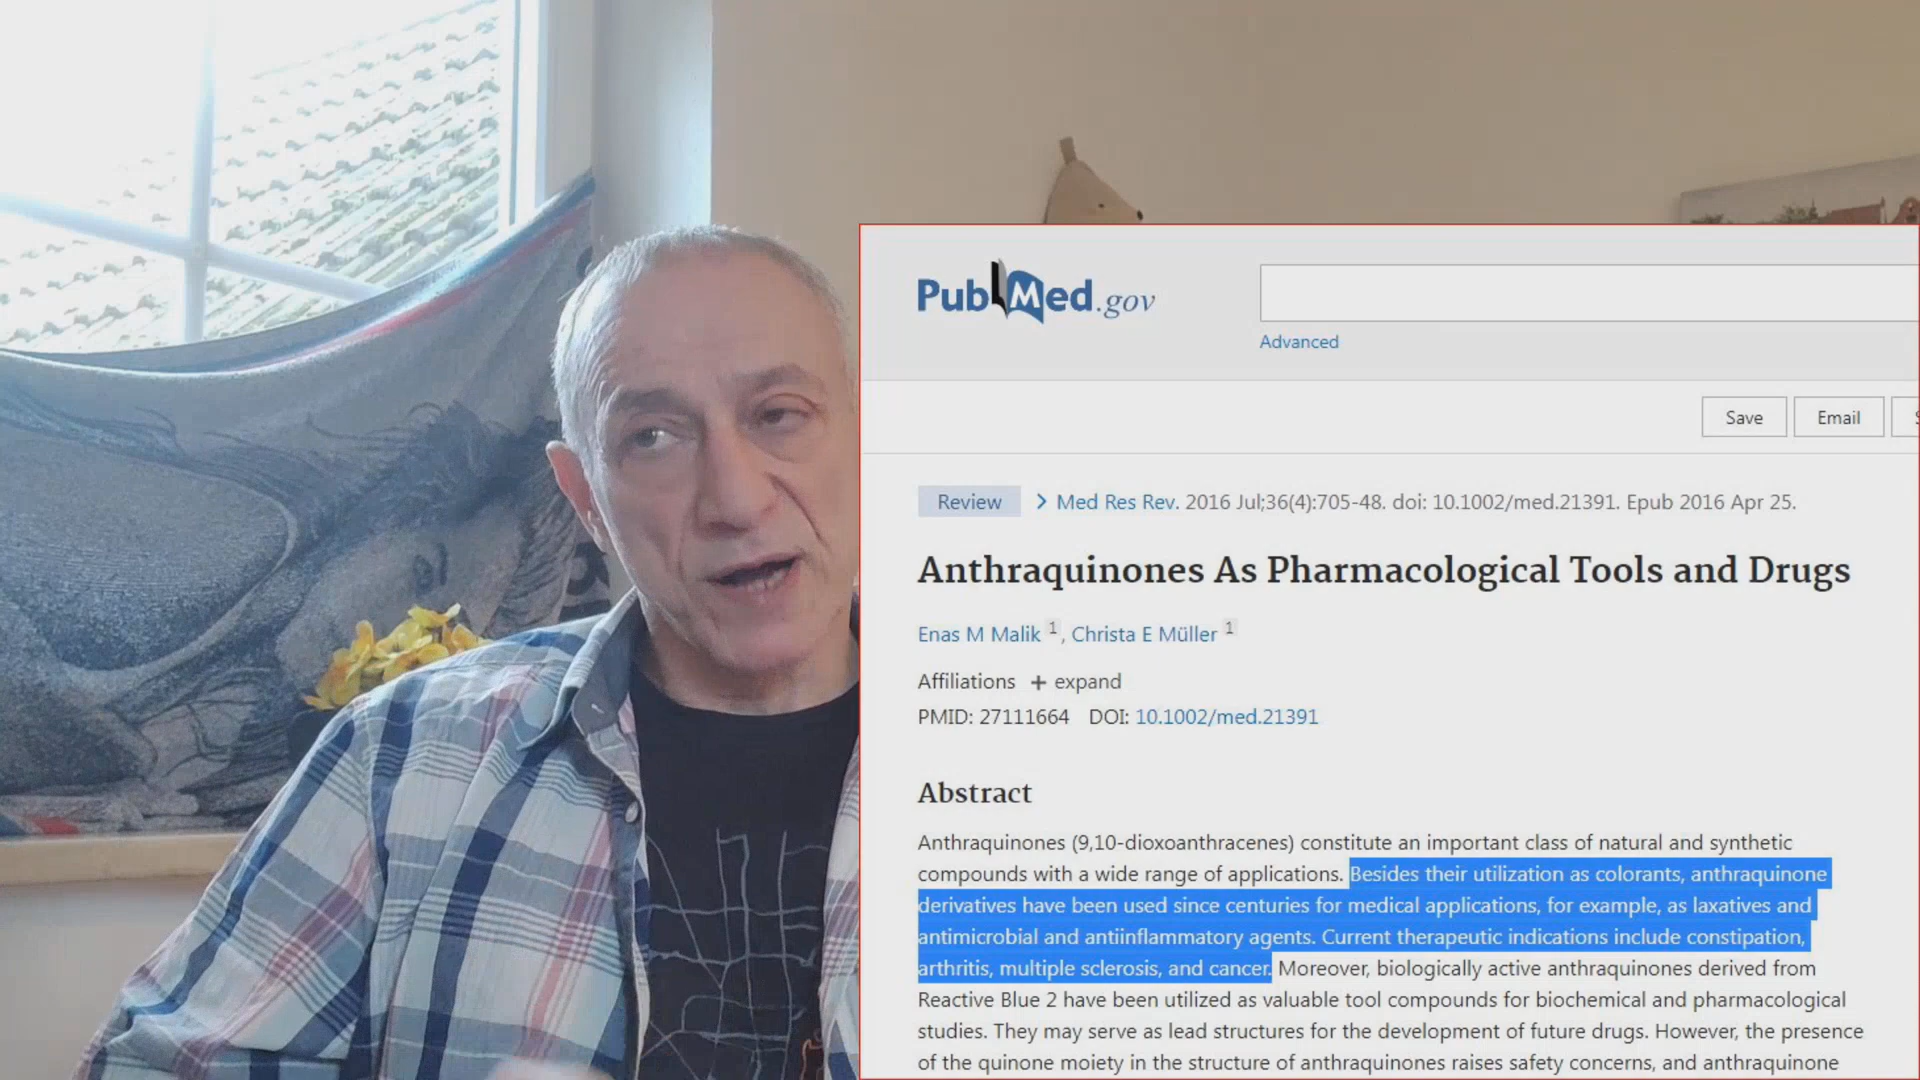 PubMed.gov
Advanced
Save
Email
Review
Med Res Rev. 2016 Jul;36(4):705-48. doi: 10.1002/med.21391. Epub 2016 Apr 25.
Anthraquinones As Pharmacological Tools and Drugs
Enas M Malik 1, Christa E Müller 1
Affiliations + expand
PMID: 27111664 DOI: 10.1002/med.21391
Abstract
Anthraquinones (9,10-dioxoanthracenes) constitute an important class of natural and synthetic
compounds with a wide range of applications. Besides their utilization as colorants, anthraquinone
derivatives have been used since centuries for medical applications, for example, as laxatives and
antimicrobial and antiinflammatory agents. Current therapeutic indications include constipation,
arthritis, multiple sclerosis, and cancer. Moreover, biologically active anthraquinones derived from
Reactive Blue 2 have been utilized as valuable tool compounds for biochemical and pharmacological
studies. They may serve as lead structures for the development of future drugs. However, the presence
of the quinone moiety in the structure of anthraquinones raises safety concerns, and anthraquinone